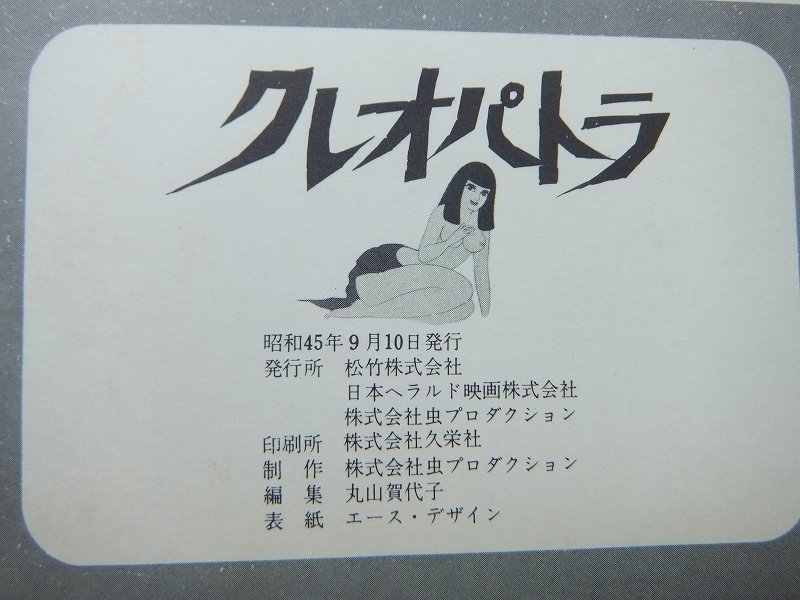 クレオパトラ
昭和45年9月10日発行
発行所 松竹株式会社
日本ヘラルド映画株式会社
株式会社虫プロダクション
印刷所 株式会社久栄社
制作 株式会社虫プロダクション
編集 丸山賀代子
表紙 エース・デザイン